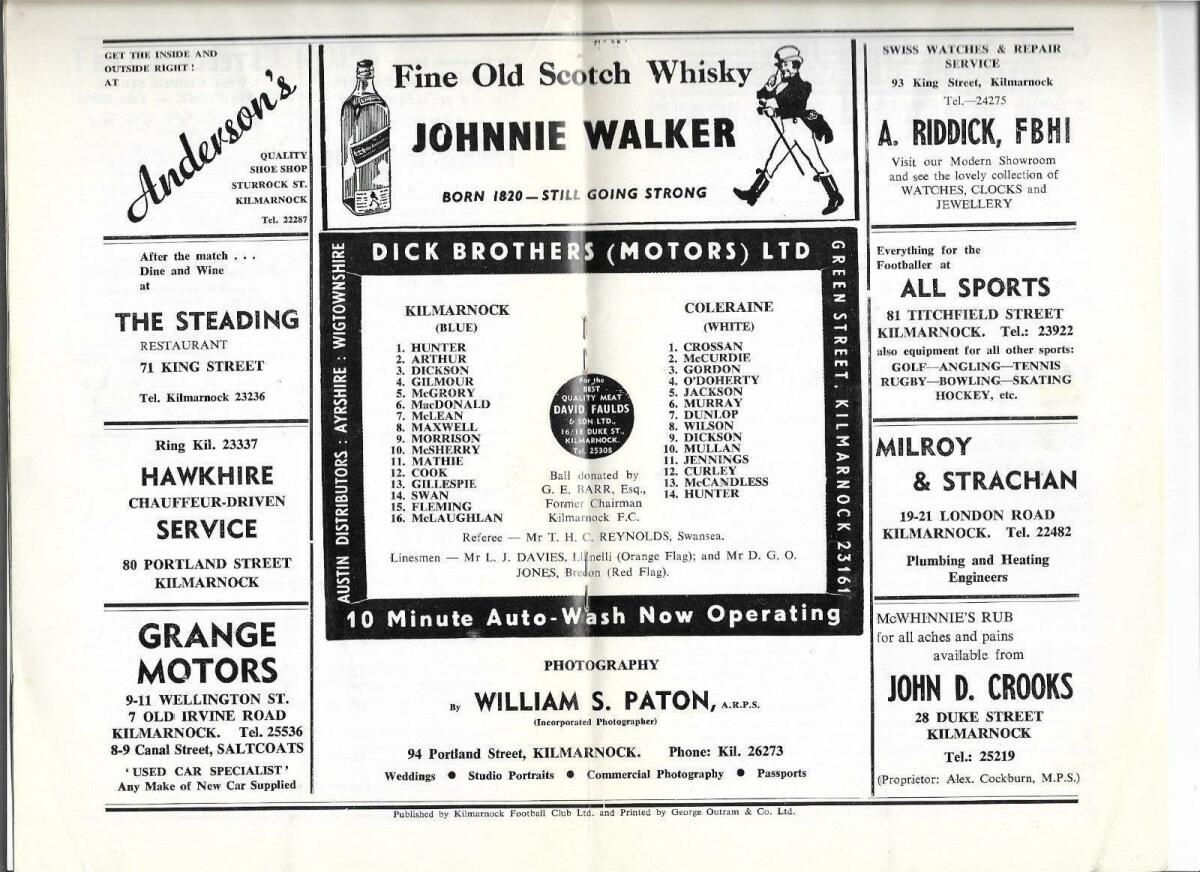 GET THE INSIDE AND
OUTSIDE RIGHT!
AT
Anderson's
QUALITY
SHOE SHOP
STURROCK ST.
KILMARNOCK
Tel. 22287
After the match . . .
Dine and Wine
at
THE STEADING
RESTAURANT
71 KING STREET
Tel. Kilmarnock 23236
Ring Kil. 23337
HAWKHIRE
CHAUFFEUR-DRIVEN
SERVICE
80 PORTLAND STREET
KILMARNOCK
GRANGE
MOTORS
9-11 WELLINGTON ST.
7 OLD IRVINE ROAD
KILMARNOCK. Tel. 25536
8-9 Canal Street, SALTCOATS
'USED CAR SPECIALIST'
Any Make of New Car Supplied
Fine Old Scotch Whisky
JOHNNIE WALKER
BORN 1820—STILL GOING STRONG
DICK BROTHERS (MOTORS) LTD
AUSTIN DISTRIBUTORS : AYRSHIRE : WIGTOWNSHIRE
KILMARNOCK
(BLUE)
1. HUNTER
2. ARTHUR
3. DICKSON
4. GILMOUR
5. McGRORY
6. MacDONALD
7. McLEAN
8. MAXWELL
9. MORRISON
10. McSHERRY
11. MATHIE
12. COOK
13. GILLESPIE
14. SWAN
15. FLEMING
16. McLAUGHLAN
For the
BEST
QUALITY MEAT
DAVID FAULDS
& SON LTD.,
16/18 DUKE ST.,
KILMARNOCK.
Tel. 25308
Ball donated by
G. E. BARR, Esq.,
Former Chairman
Kilmarnock F.C.
COLERAINE
(WHITE)
1. CROSSAN
2. McCURDIE
3. GORDON
4. O'DOHERTY
5. JACKSON
6. MURRAY
7. DUNLOP
8. WILSON
9. DICKSON
10. MULLAN
11. JENNINGS
12. CURLEY
13. McCANDLESS
14. HUNTER
Referee — Mr T. H. C. REYNOLDS, Swansea.
Linesmen — Mr L. J. DAVIES, Llanelli (Orange Flag); and Mr D. G. O.
JONES, Bredon (Red Flag).
GREEN STREET, KILMARNOCK 23161
10 Minute Auto-Wash Now Operating
PHOTOGRAPHY
By WILLIAM S. PATON, A.R.P.S.
(Incorporated Photographer)
94 Portland Street, KILMARNOCK. Phone: Kil. 26273
Weddings ● Studio Portraits ● Commercial Photography ● Passports
SWISS WATCHES & REPAIR
SERVICE
93 King Street, Kilmarnock
Tel.—24275
A. RIDDICK, FBHI
Visit our Modern Showroom
and see the lovely collection of
WATCHES, CLOCKS and
JEWELLERY
Everything for the
Footballer at
ALL SPORTS
81 TITCHFIELD STREET
KILMARNOCK. Tel.: 23922
also equipment for all other sports:
GOLF—ANGLING—TENNIS
RUGBY—BOWLING—SKATING
HOCKEY, etc.
MILROY
& STRACHAN
19-21 LONDON ROAD
KILMARNOCK. Tel. 22482
Plumbing and Heating
Engineers
McWHINNIE'S RUB
for all aches and pains
available from
JOHN D. CROOKS
28 DUKE STREET
KILMARNOCK
Tel.: 25219
(Proprietor: Alex. Cockburn, M.P.S.)
Published by Kilmarnock Football Club Ltd. and Printed by George Outram & Co. Ltd.